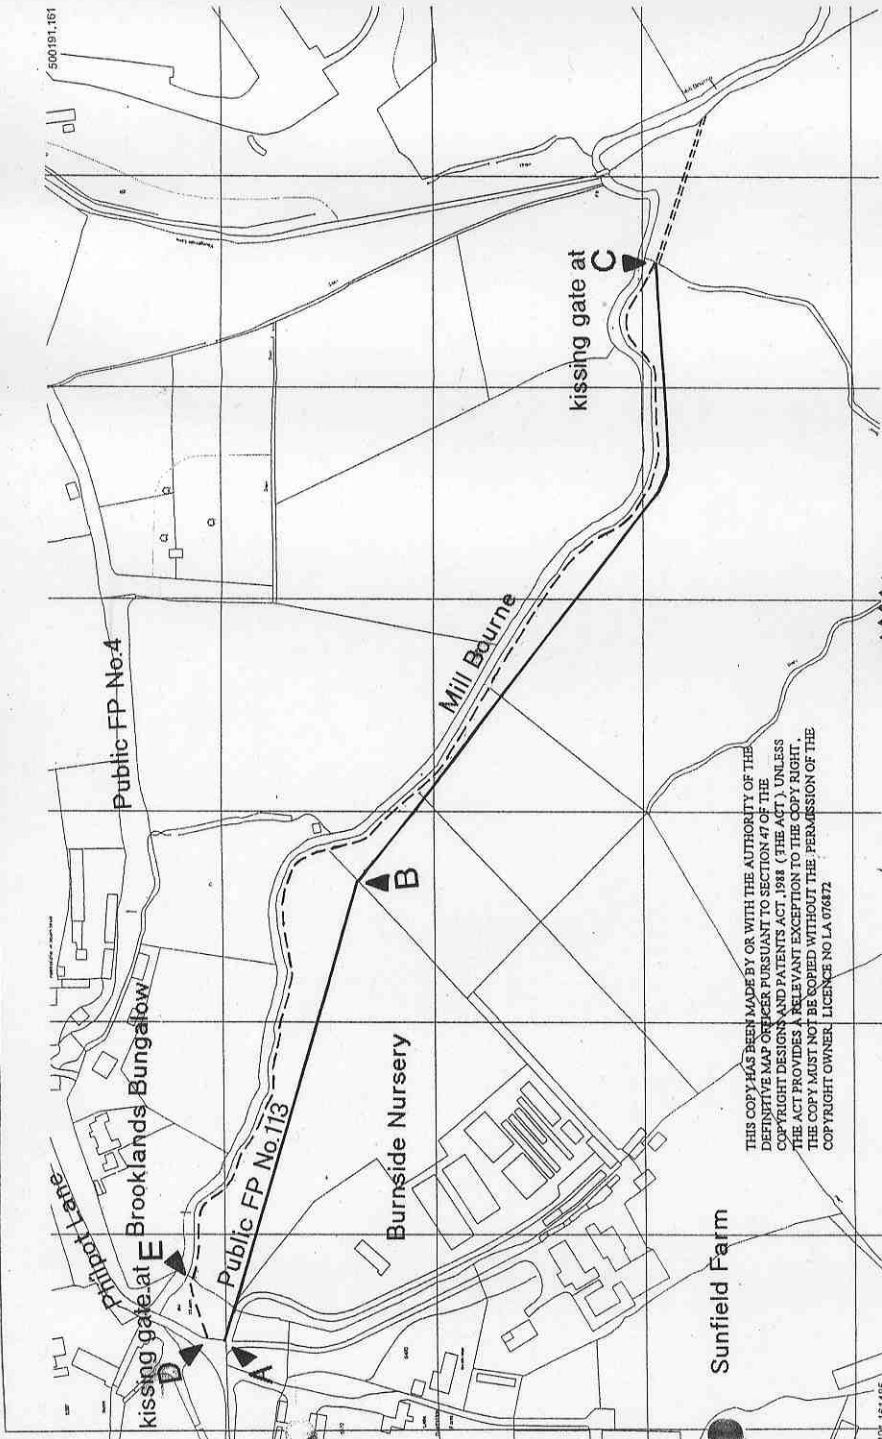 500191,161
Public FP No.4
Philpot Lane
kissing gate at E
Brooklands Bungalow
D
A
Public FP No.113
Burnside Nursery
B
Mill Bourne
kissing gate at
C
Sunfield Farm
THIS COPY HAS BEEN MADE BY OR WITH THE AUTHORITY OF THE
DEFINITIVE MAP OFFICER PURSUANT TO SECTION 47 OF THE
COPYRIGHT DESIGNS AND PATENTS ACT ,1988 ( THE ACT ), UNLESS
THE ACT PROVIDES A RELEVANT EXCEPTION TO THE COPY RIGHT ,
THE COPY MUST NOT BE COPIED WITHOUT THE PERMISSION OF THE
COPYRIGHT OWNER. LICENCE NO LA 076872